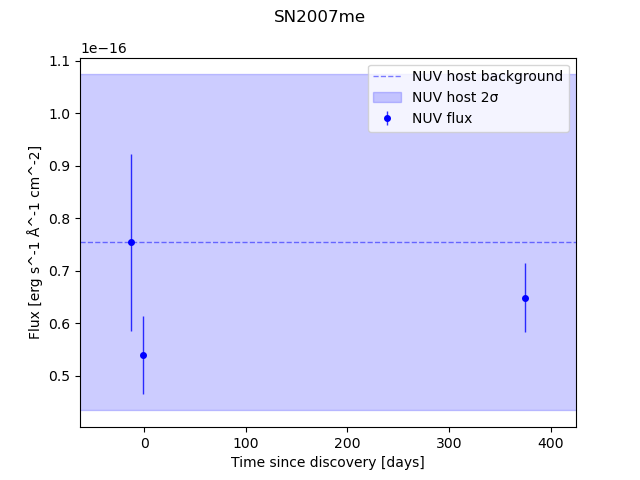 SN2007me
1e−16
1.1
1.0
0.9
0.8
0.7
0.6
0.5
Flux [erg s^-1 Å^-1 cm^-2]
NUV host background
NUV host 2σ
NUV flux
0 100 200 300 400
Time since discovery [days]